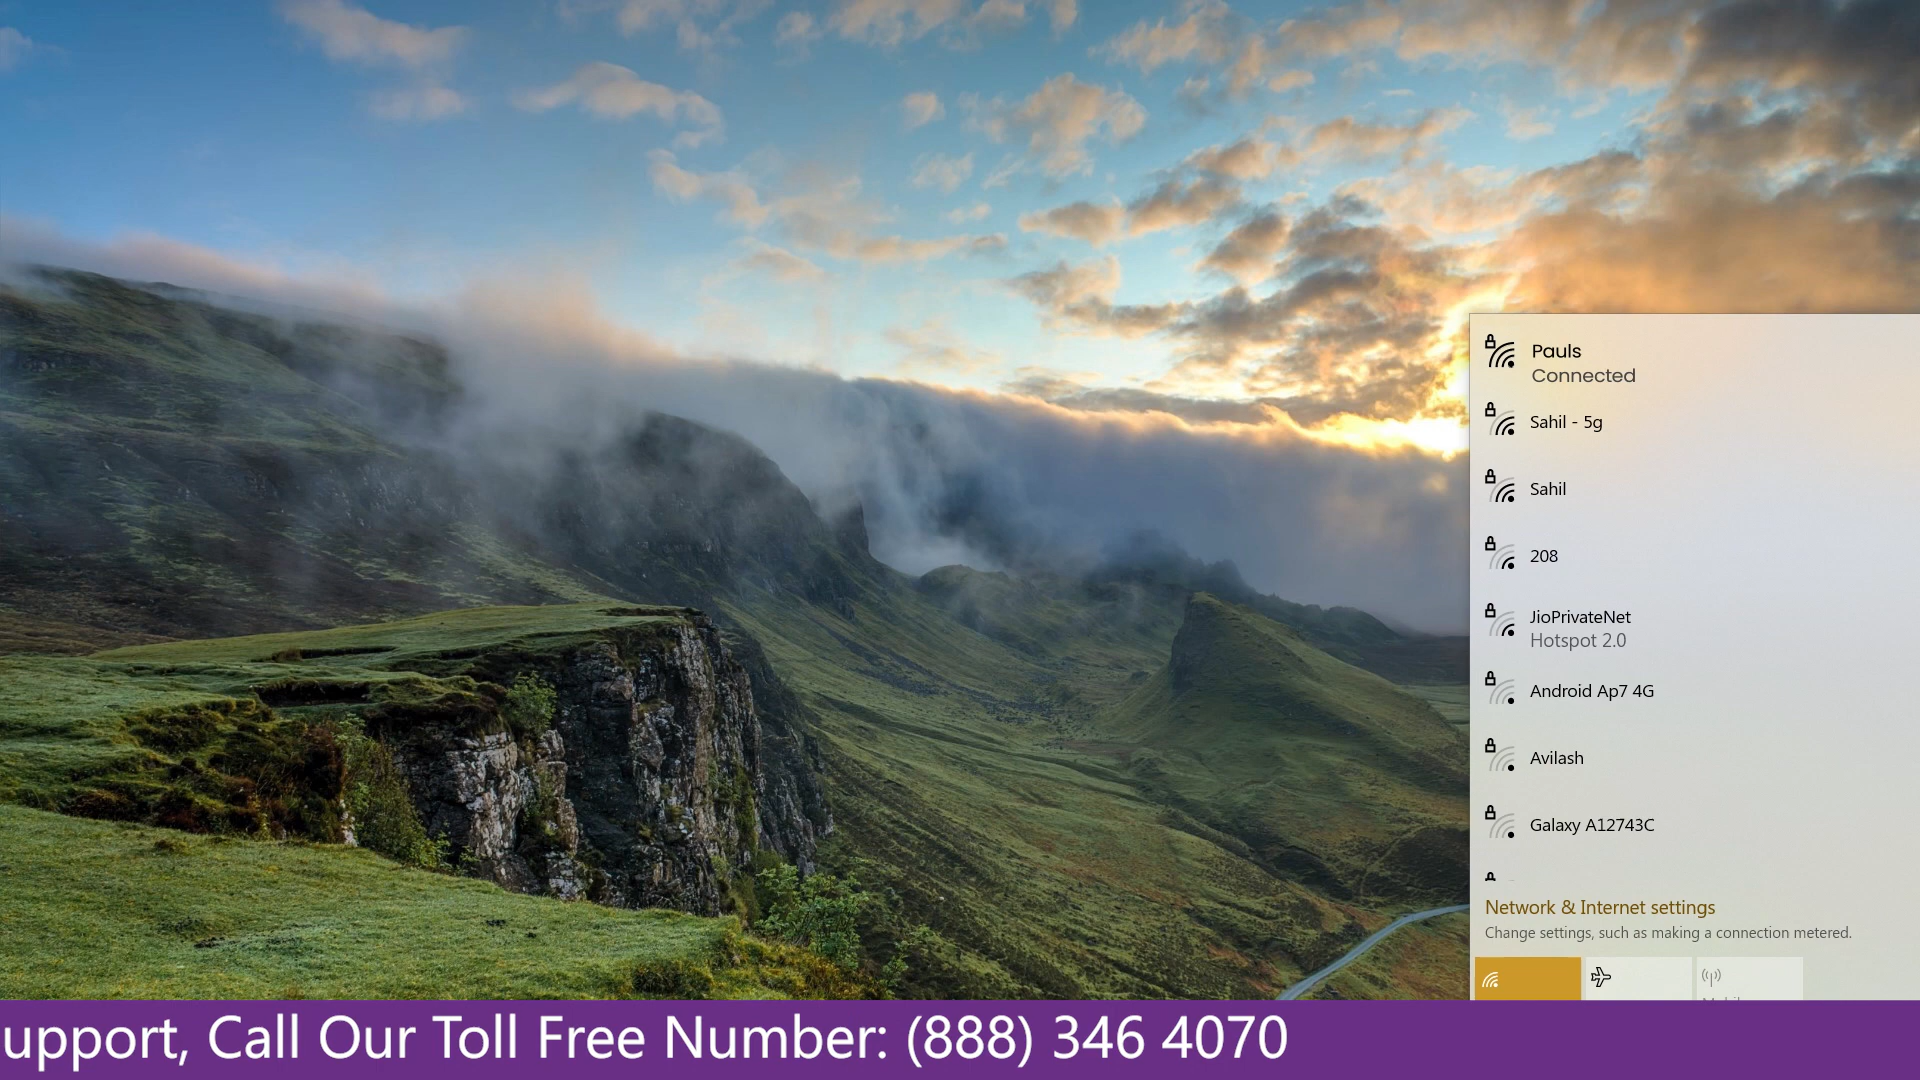 Pauls
Connected
Sahil - 5g
Sahil
208
JioPrivateNet
Hotspot 2.0
Android Ap7 4G
Avilash
Galaxy A12743C
Network & Internet settings
Change settings, such as making a connection metered.
upport, Call Our Toll Free Number: (888) 346 4070